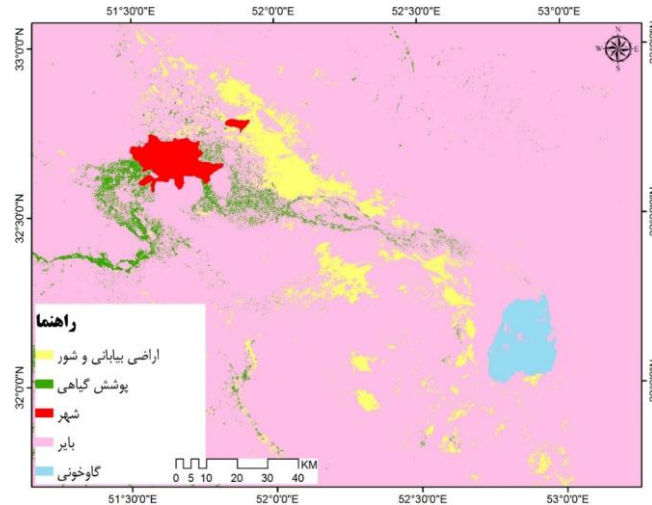 51°30'0"E 52°0'0"E 52°30'0"E 53°0'0"E
33°0'0"N
N
W E
S
32°30'0"N
32°0'0"N
راهنما
اراضی بیابانی و شور
پوشش گیاهی
شهر
بایر
گاوخونی
0 5 10 20 30 40 KM
51°30'0"E 52°0'0"E 52°30'0"E 53°0'0"E